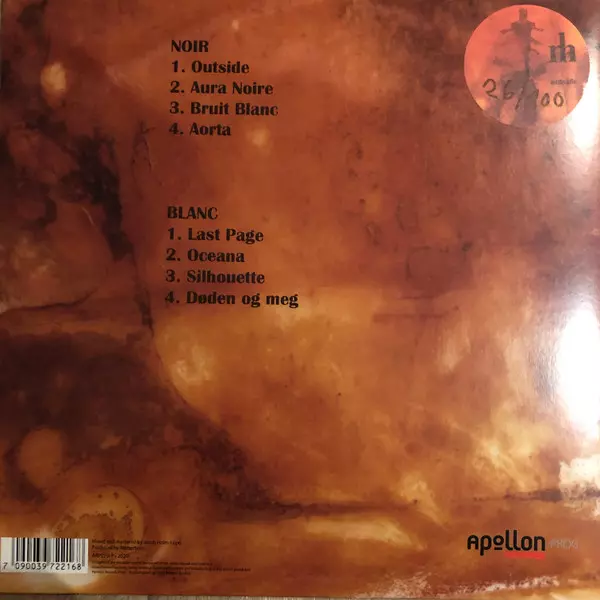 NOIR
1. Outside
2. Aura Noire
3. Bruit Blanc
4. Aorta
BLANC
1. Last Page
2. Oceana
3. Silhouette
4. Døden og meg
26/100
7 090039 722168
Apollon
PROG